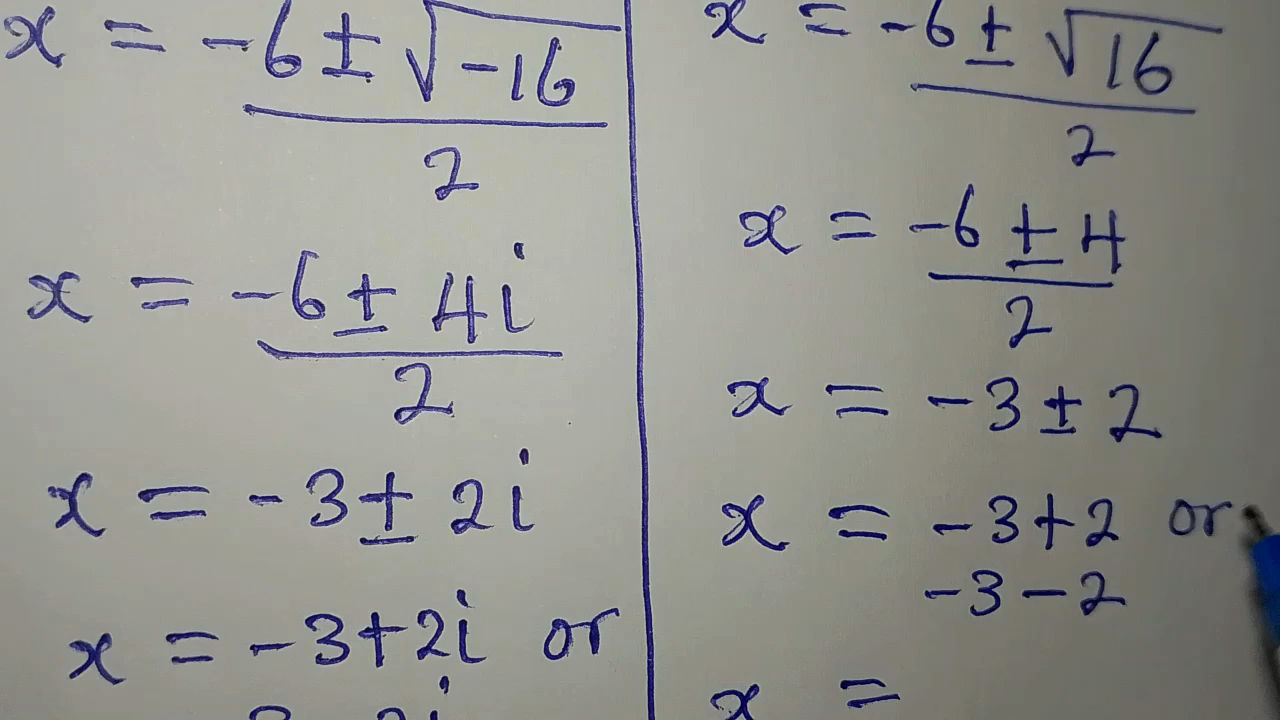 x = -6 ± √-16
2
x = -6 ± 4i
2
x = -3 ± 2i
x = -3+2i or
x = -6 ± √16
2
x = -6 ± 4
2
x = -3 ± 2
x = -3+2 or
-3-2
x =